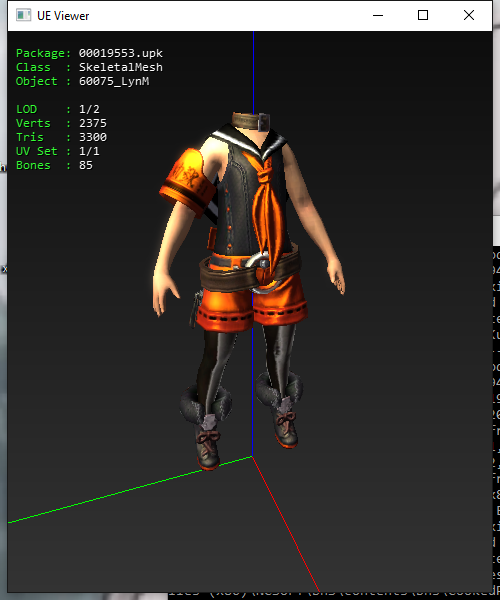 UE Viewer
Package: 00019553.upk
Class : SkeletalMesh
Object : 60075_LynM
LOD : 1/2
Verts : 2375
Tris : 3300
UV Set : 1/1
Bones : 85